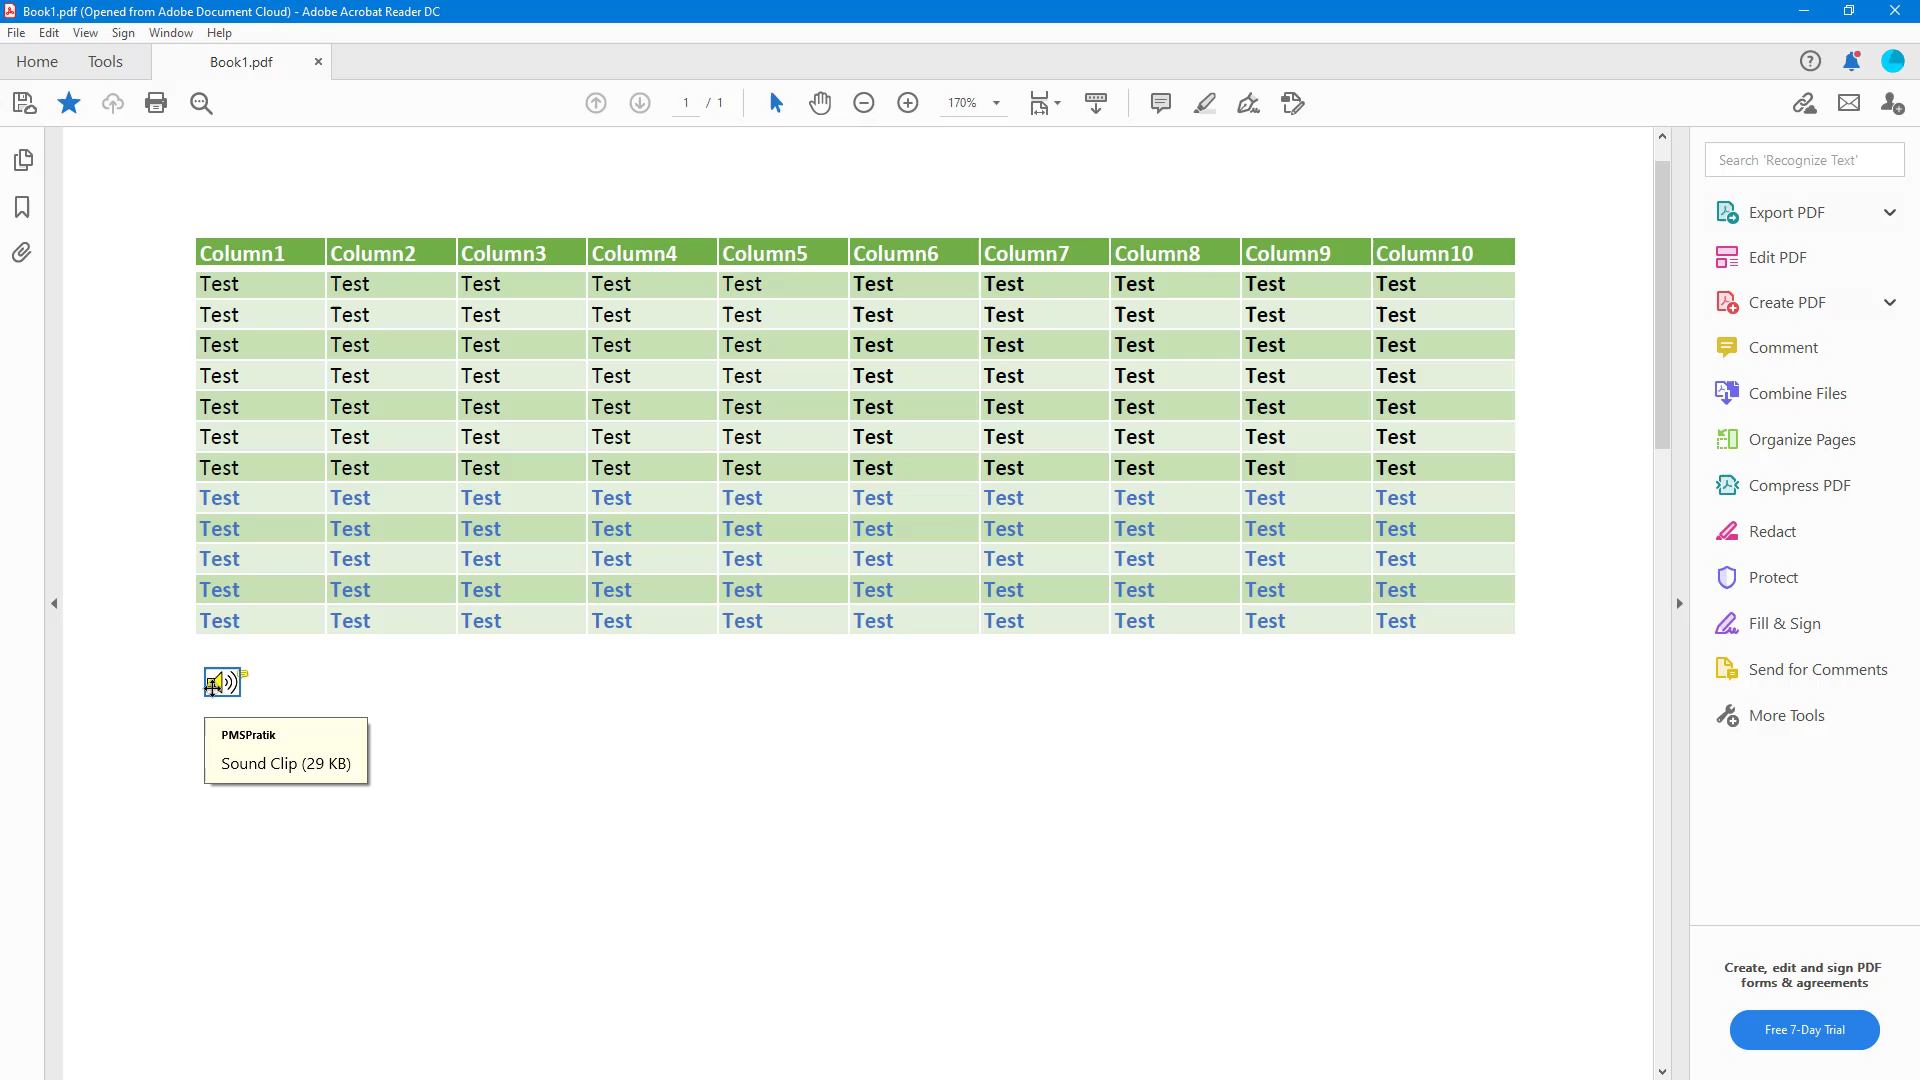 Book1.pdf (Opened from Adobe Document Cloud) - Adobe Acrobat Reader DC
File Edit View Sign Window Help
Home Tools Book1.pdf
1 / 1 170%
Search 'Recognize Text'
Column1 Column2 Column3 Column4 Column5 Column6 Column7 Column8 Column9 Column10
Test Test Test Test Test Test Test Test Test Test
Test Test Test Test Test Test Test Test Test Test
Test Test Test Test Test Test Test Test Test Test
Test Test Test Test Test Test Test Test Test Test
Test Test Test Test Test Test Test Test Test Test
Test Test Test Test Test Test Test Test Test Test
Test Test Test Test Test Test Test Test Test Test
Test Test Test Test Test Test Test Test Test Test
Test Test Test Test Test Test Test Test Test Test
Test Test Test Test Test Test Test Test Test Test
Test Test Test Test Test Test Test Test Test Test
Test Test Test Test Test Test Test Test Test Test
PMSPratik
Sound Clip (29 KB)
Export PDF
Edit PDF
Create PDF
Comment
Combine Files
Organize Pages
Compress PDF
Redact
Protect
Fill & Sign
Send for Comments
More Tools
Create, edit and sign PDF
forms & agreements
Free 7-Day Trial